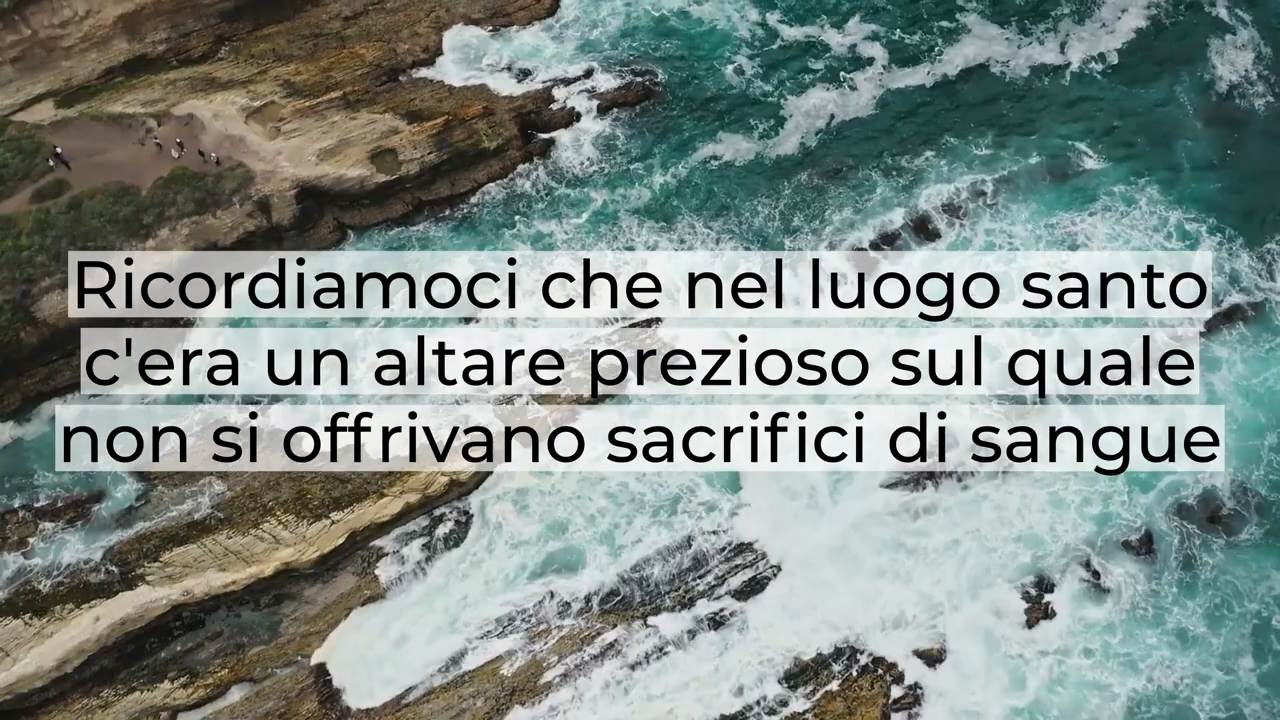 Ricordiamoci che nel luogo santo
c'era un altare prezioso sul quale
non si offrivano sacrifici di sangue